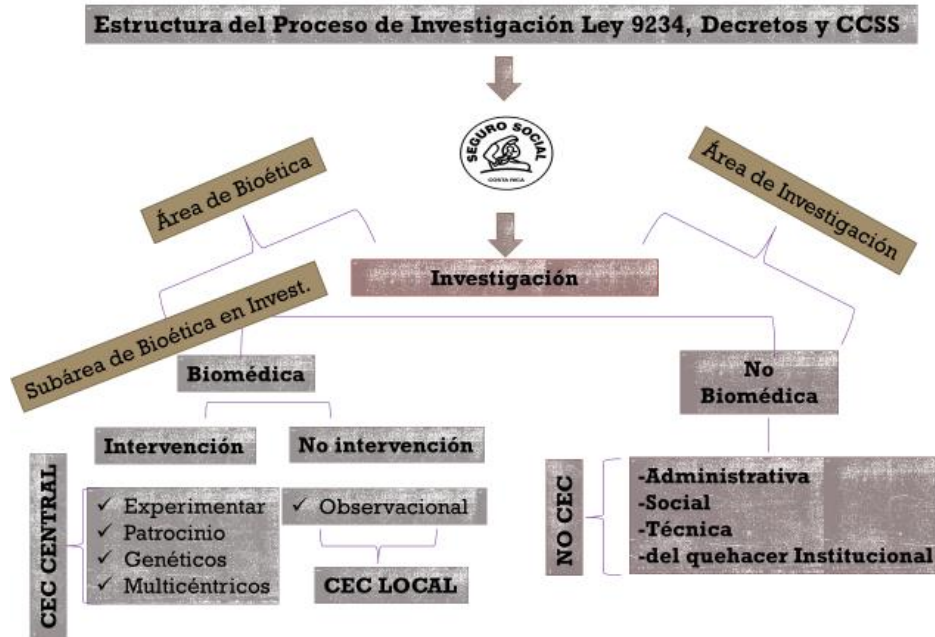 Estructura del Proceso de Investigación Ley 9234, Decretos y CCSS
SEGURO SOCIAL
COSTA RICA
Área de Bioética
Área de Investigación
Investigación
Subárea de Bioética en Invest.
Biomédica
No
Biomédica
Intervención
No intervención
CEC CENTRAL
✓ Experimentar
✓ Patrocinio
✓ Genéticos
✓ Multicéntricos
✓ Observacional
CEC LOCAL
NO CEC
-Administrativa
-Social
-Técnica
-del quehacer Institucional